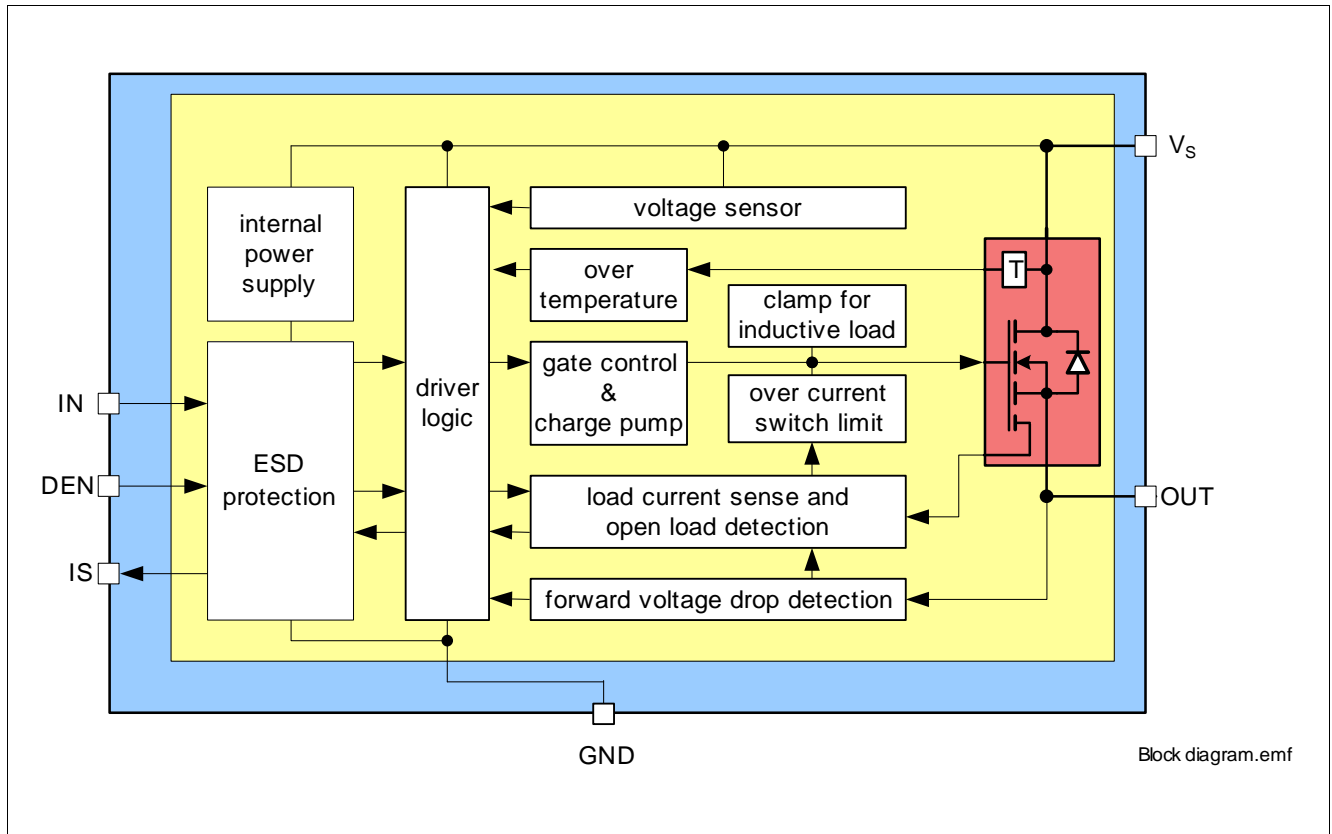 V_S
voltage sensor
internal
power
supply
over
temperature
T
clamp for
inductive load
gate control
&
charge pump
driver
logic
over current
switch limit
IN
ESD
protection
DEN
load current sense and
open load detection
OUT
IS
forward voltage drop detection
GND
Block diagram.emf